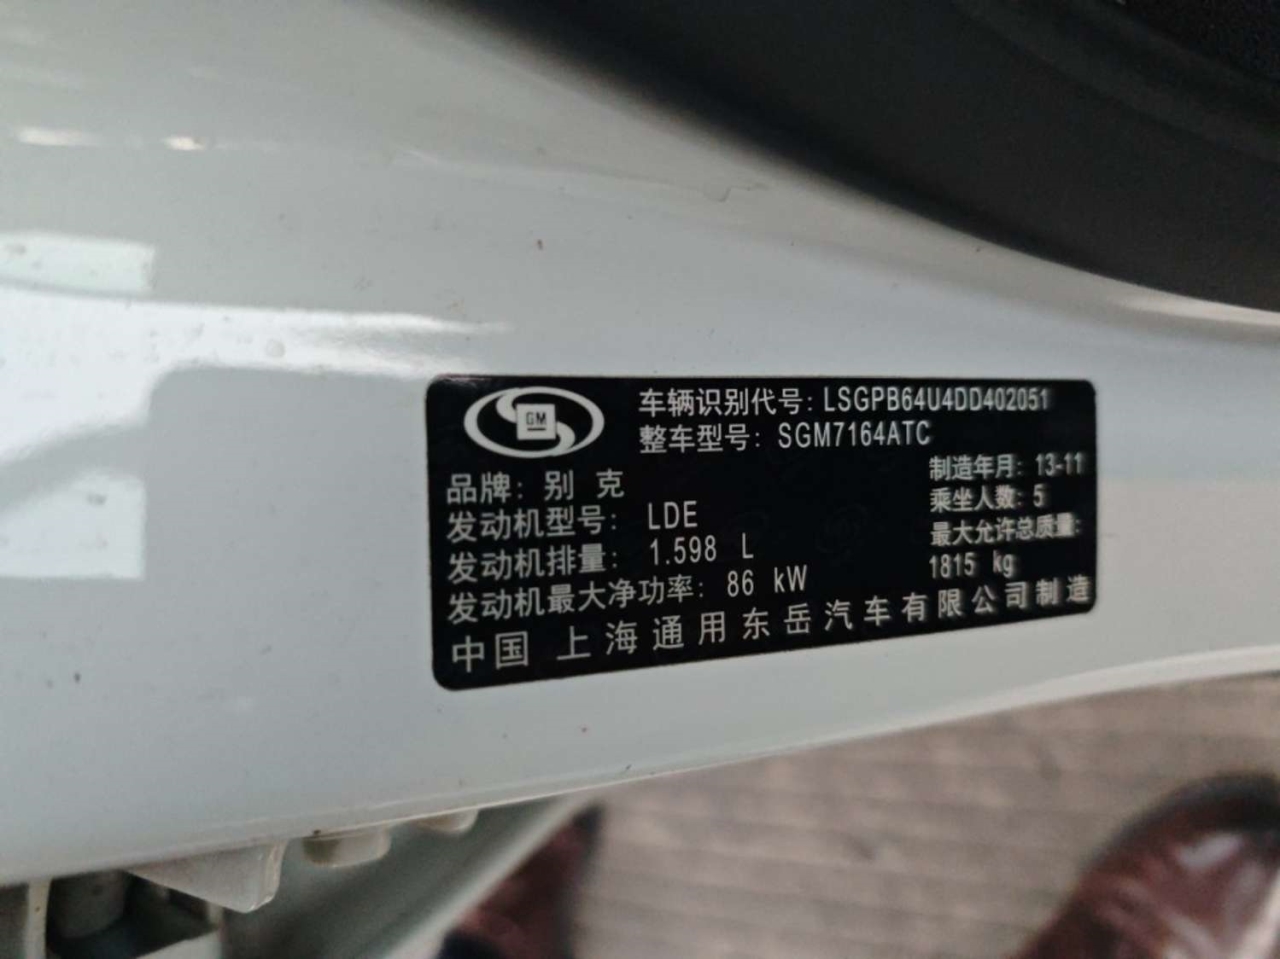 GM
车辆识别代号: LSGPB64U4DD402051
整车型号: SGM7164ATC
品牌: 别 克
制造年月: 13-11
发动机型号: LDE
乘坐人数: 5
发动机排量: 1.598 L
最大允许总质量:
1815 kg
发动机最大净功率: 86 kW
中国 上海通用东岳汽车有限公司制造